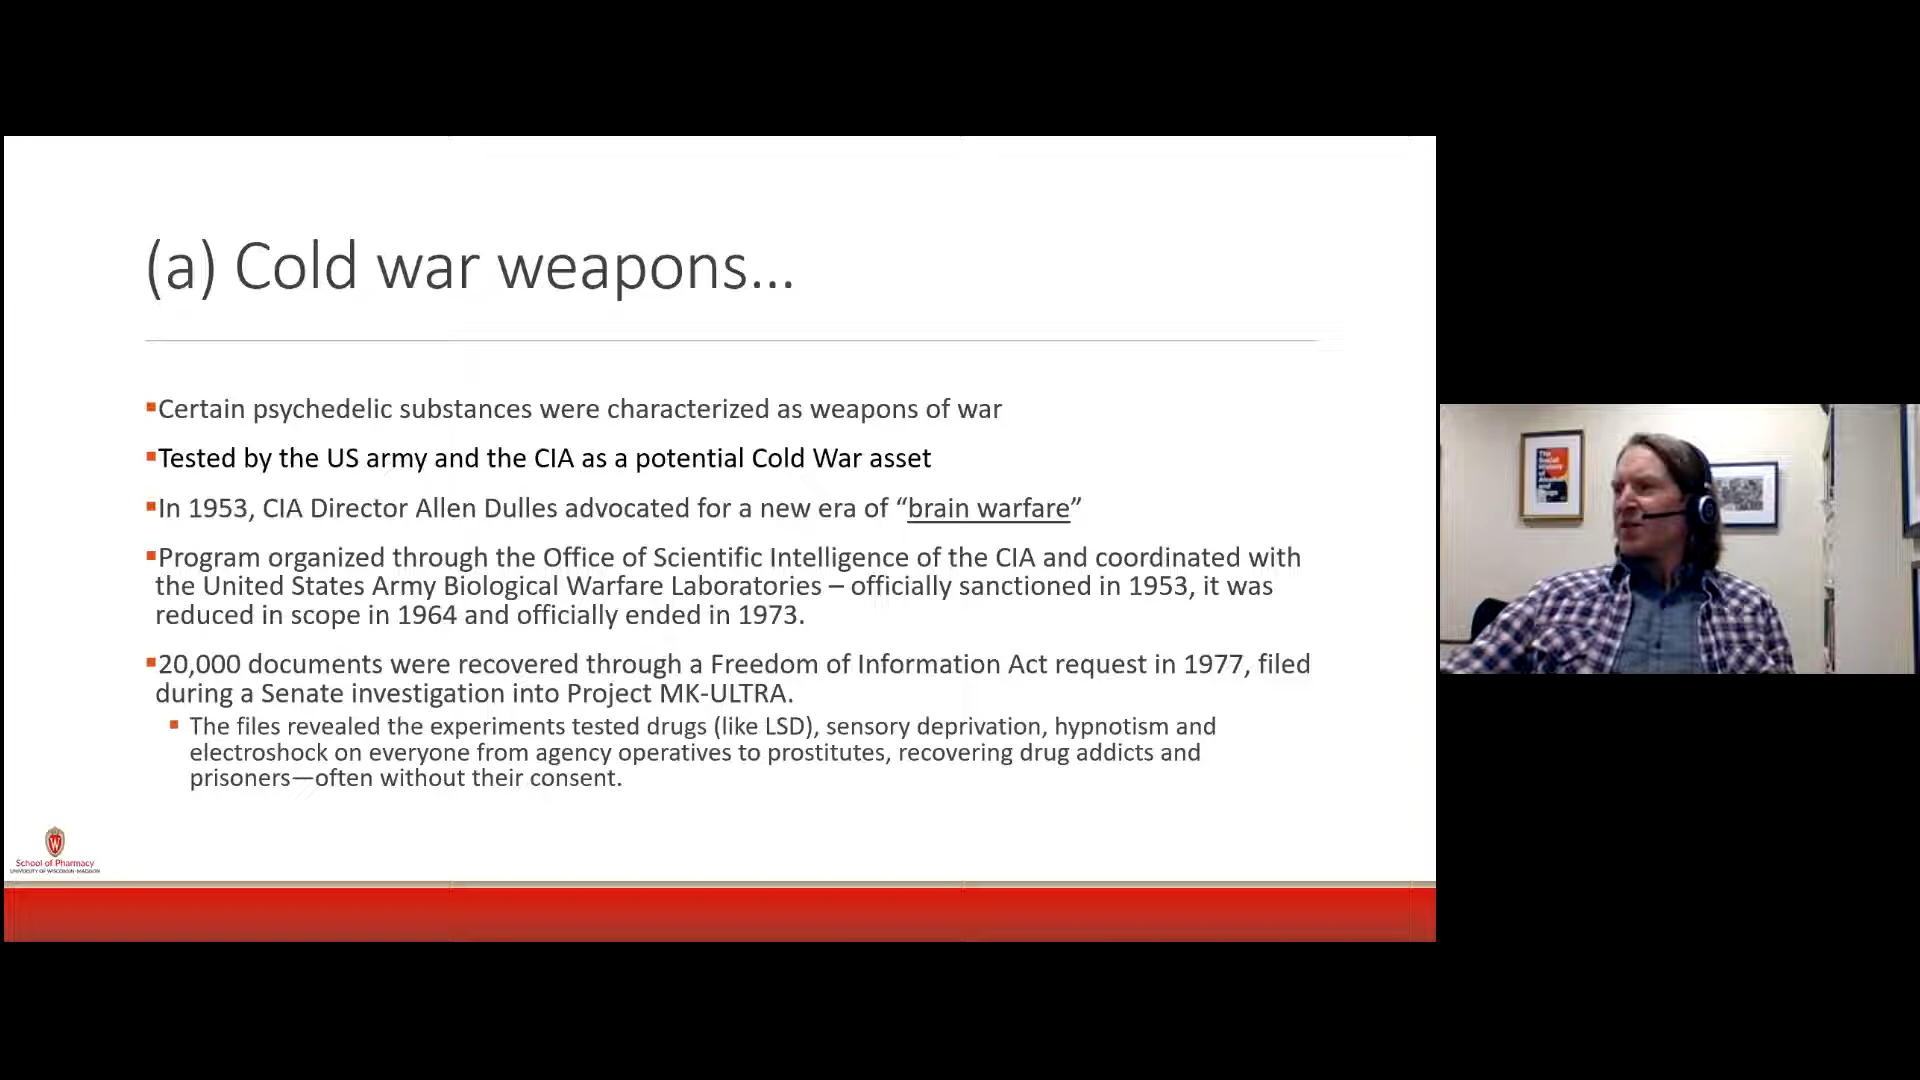 (a) Cold war weapons...
▪Certain psychedelic substances were characterized as weapons of war
▪Tested by the US army and the CIA as a potential Cold War asset
▪In 1953, CIA Director Allen Dulles advocated for a new era of “brain warfare”
▪Program organized through the Office of Scientific Intelligence of the CIA and coordinated with
the United States Army Biological Warfare Laboratories – officially sanctioned in 1953, it was
reduced in scope in 1964 and officially ended in 1973.
▪20,000 documents were recovered through a Freedom of Information Act request in 1977, filed
during a Senate investigation into Project MK-ULTRA.
▪ The files revealed the experiments tested drugs (like LSD), sensory deprivation, hypnotism and
electroshock on everyone from agency operatives to prostitutes, recovering drug addicts and
prisoners—often without their consent.
W
School of Pharmacy
UNIVERSITY OF WISCONSIN-MADISON
The
Social
History
of
Alcohol
and
Drugs